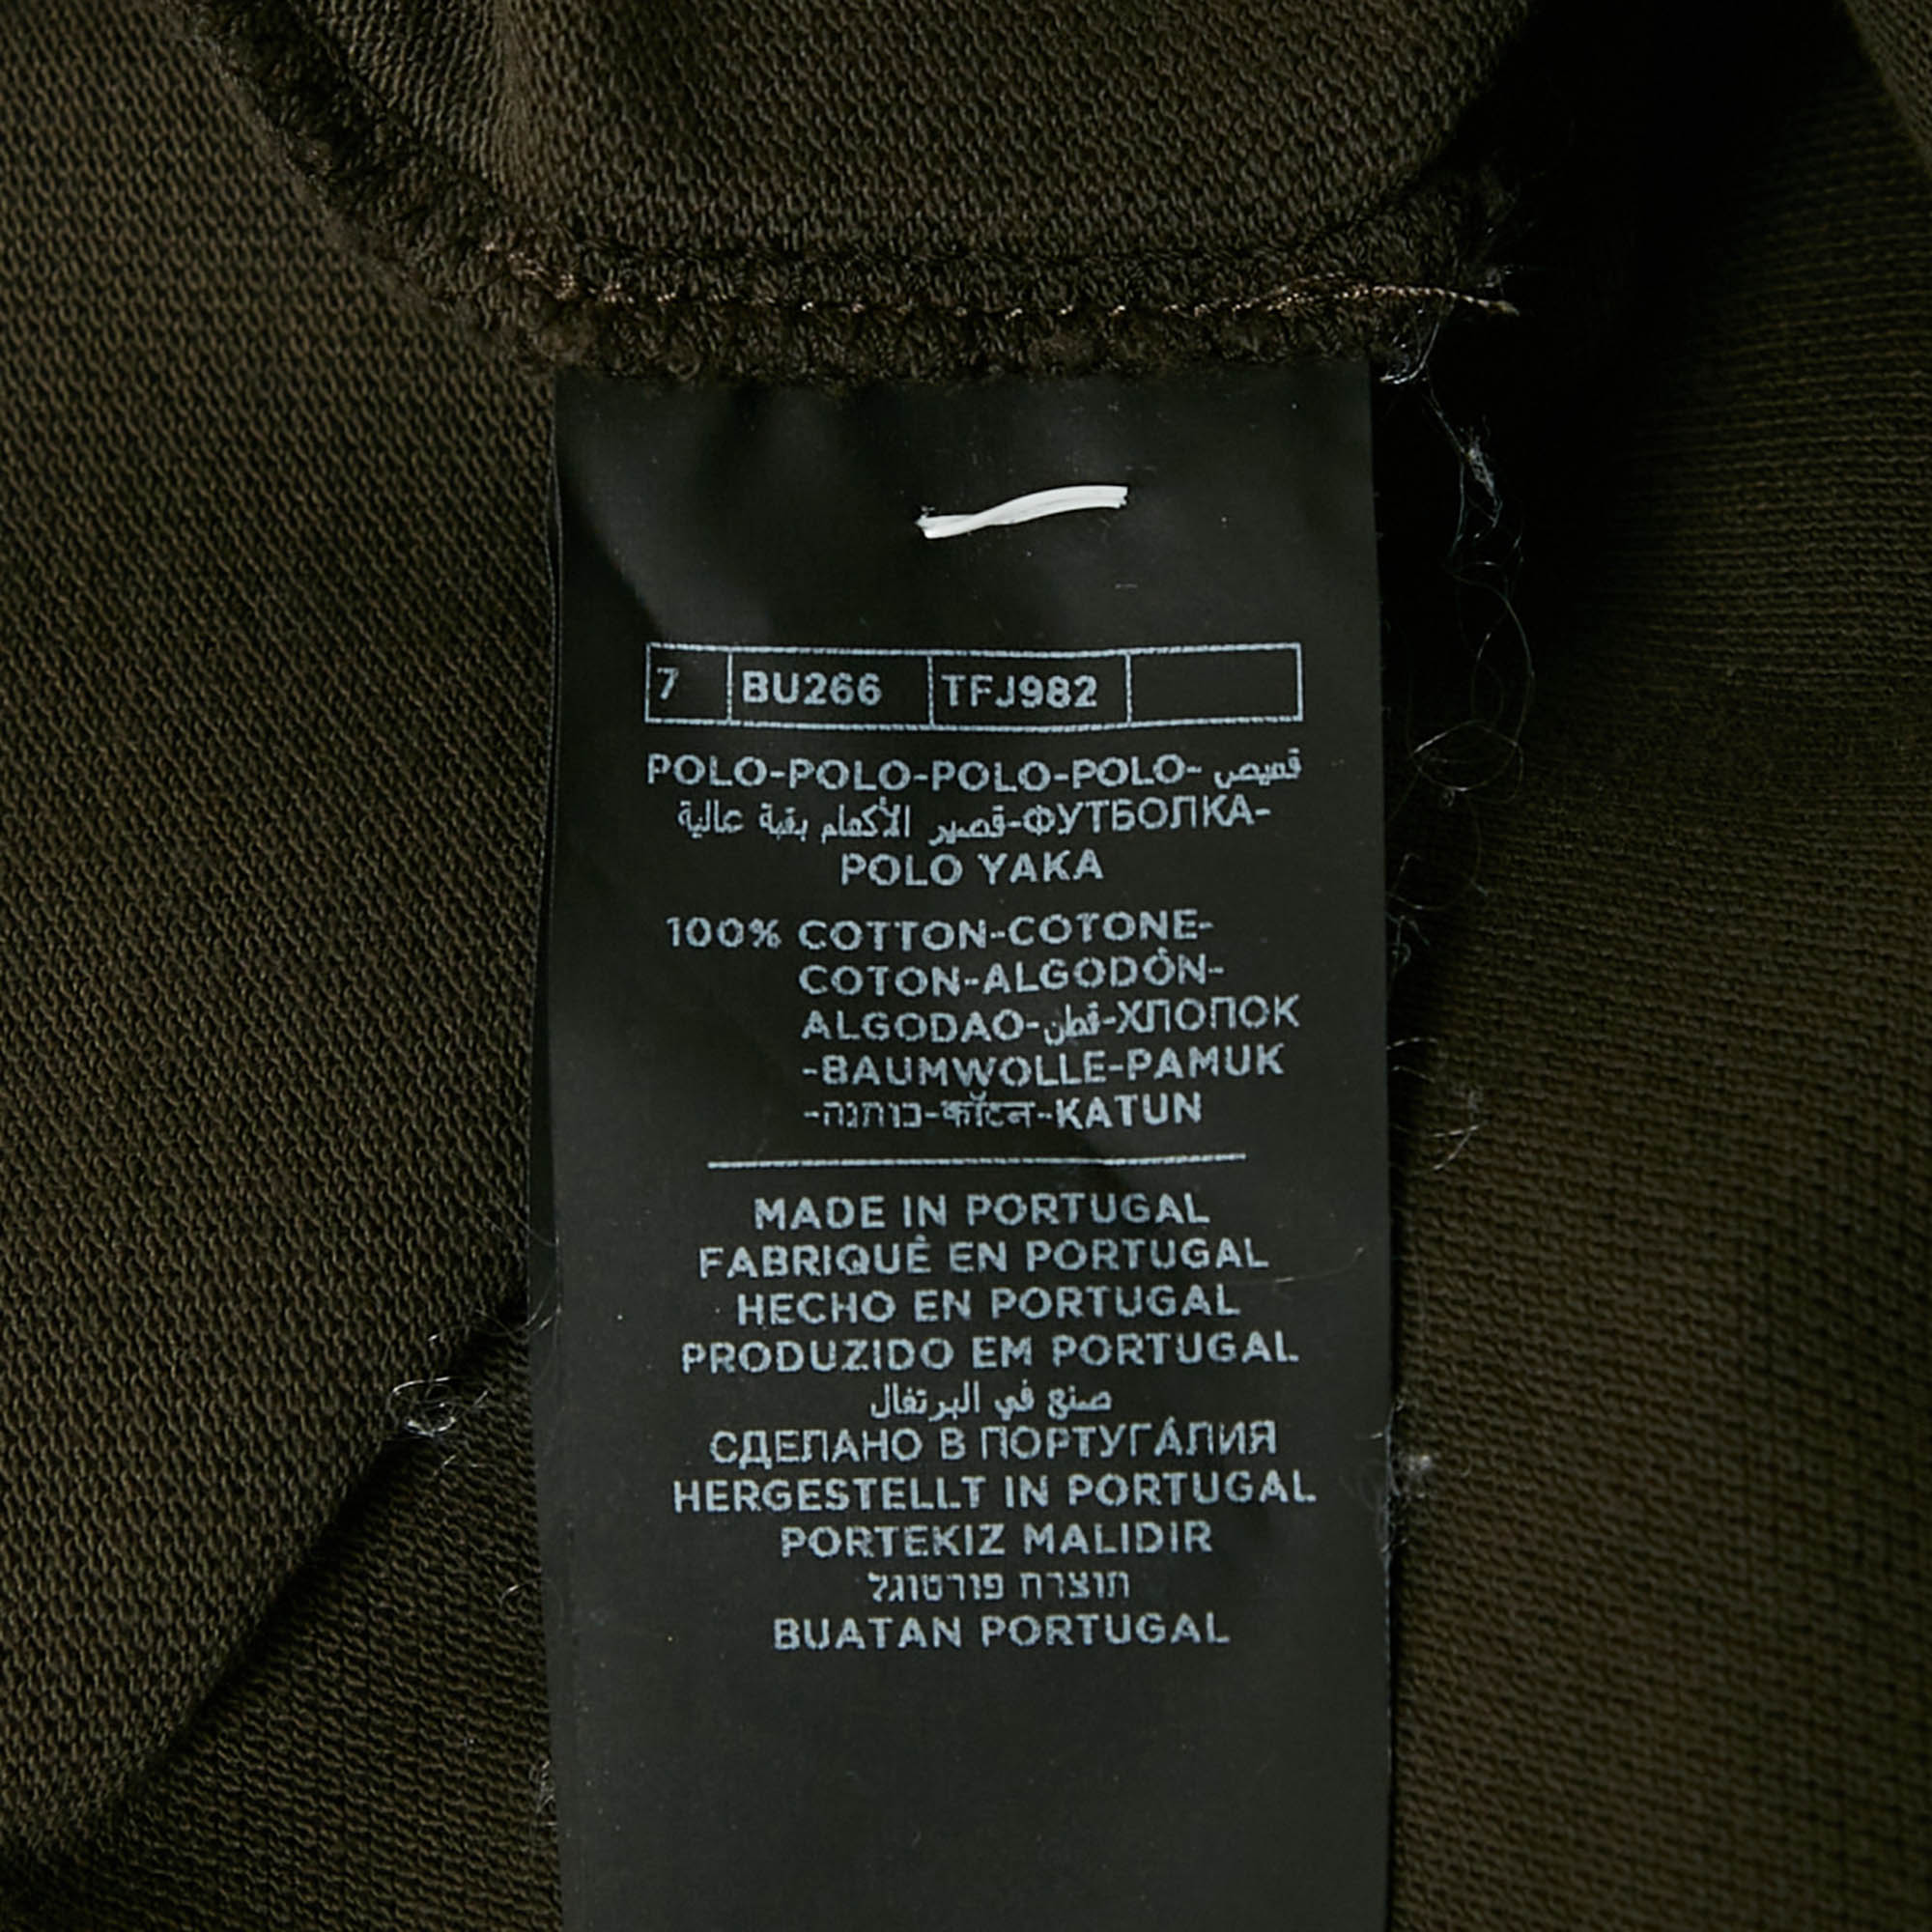 7 BU266 TFJ982
POLO-POLO-POLO-POLO- قميص
قصير الأكمام بقبة عالية-ФУТБОЛКА-
POLO YAKA
100% COTTON-COTONE-
COTON-ALGODÓN-
ALGODAO-قطن-ХЛОПОК
-BAUMWOLLE-PAMUK
-כותנה-कॉटन-KATUN
MADE IN PORTUGAL
FABRIQUÉ EN PORTUGAL
HECHO EN PORTUGAL
PRODUZIDO EM PORTUGAL
صنع في البرتغال
СДЕЛАНО В ПОРТУГÁЛИЯ
HERGESTELLT IN PORTUGAL
PORTEKIZ MALIDIR
תוצרת פורטוגל
BUATAN PORTUGAL